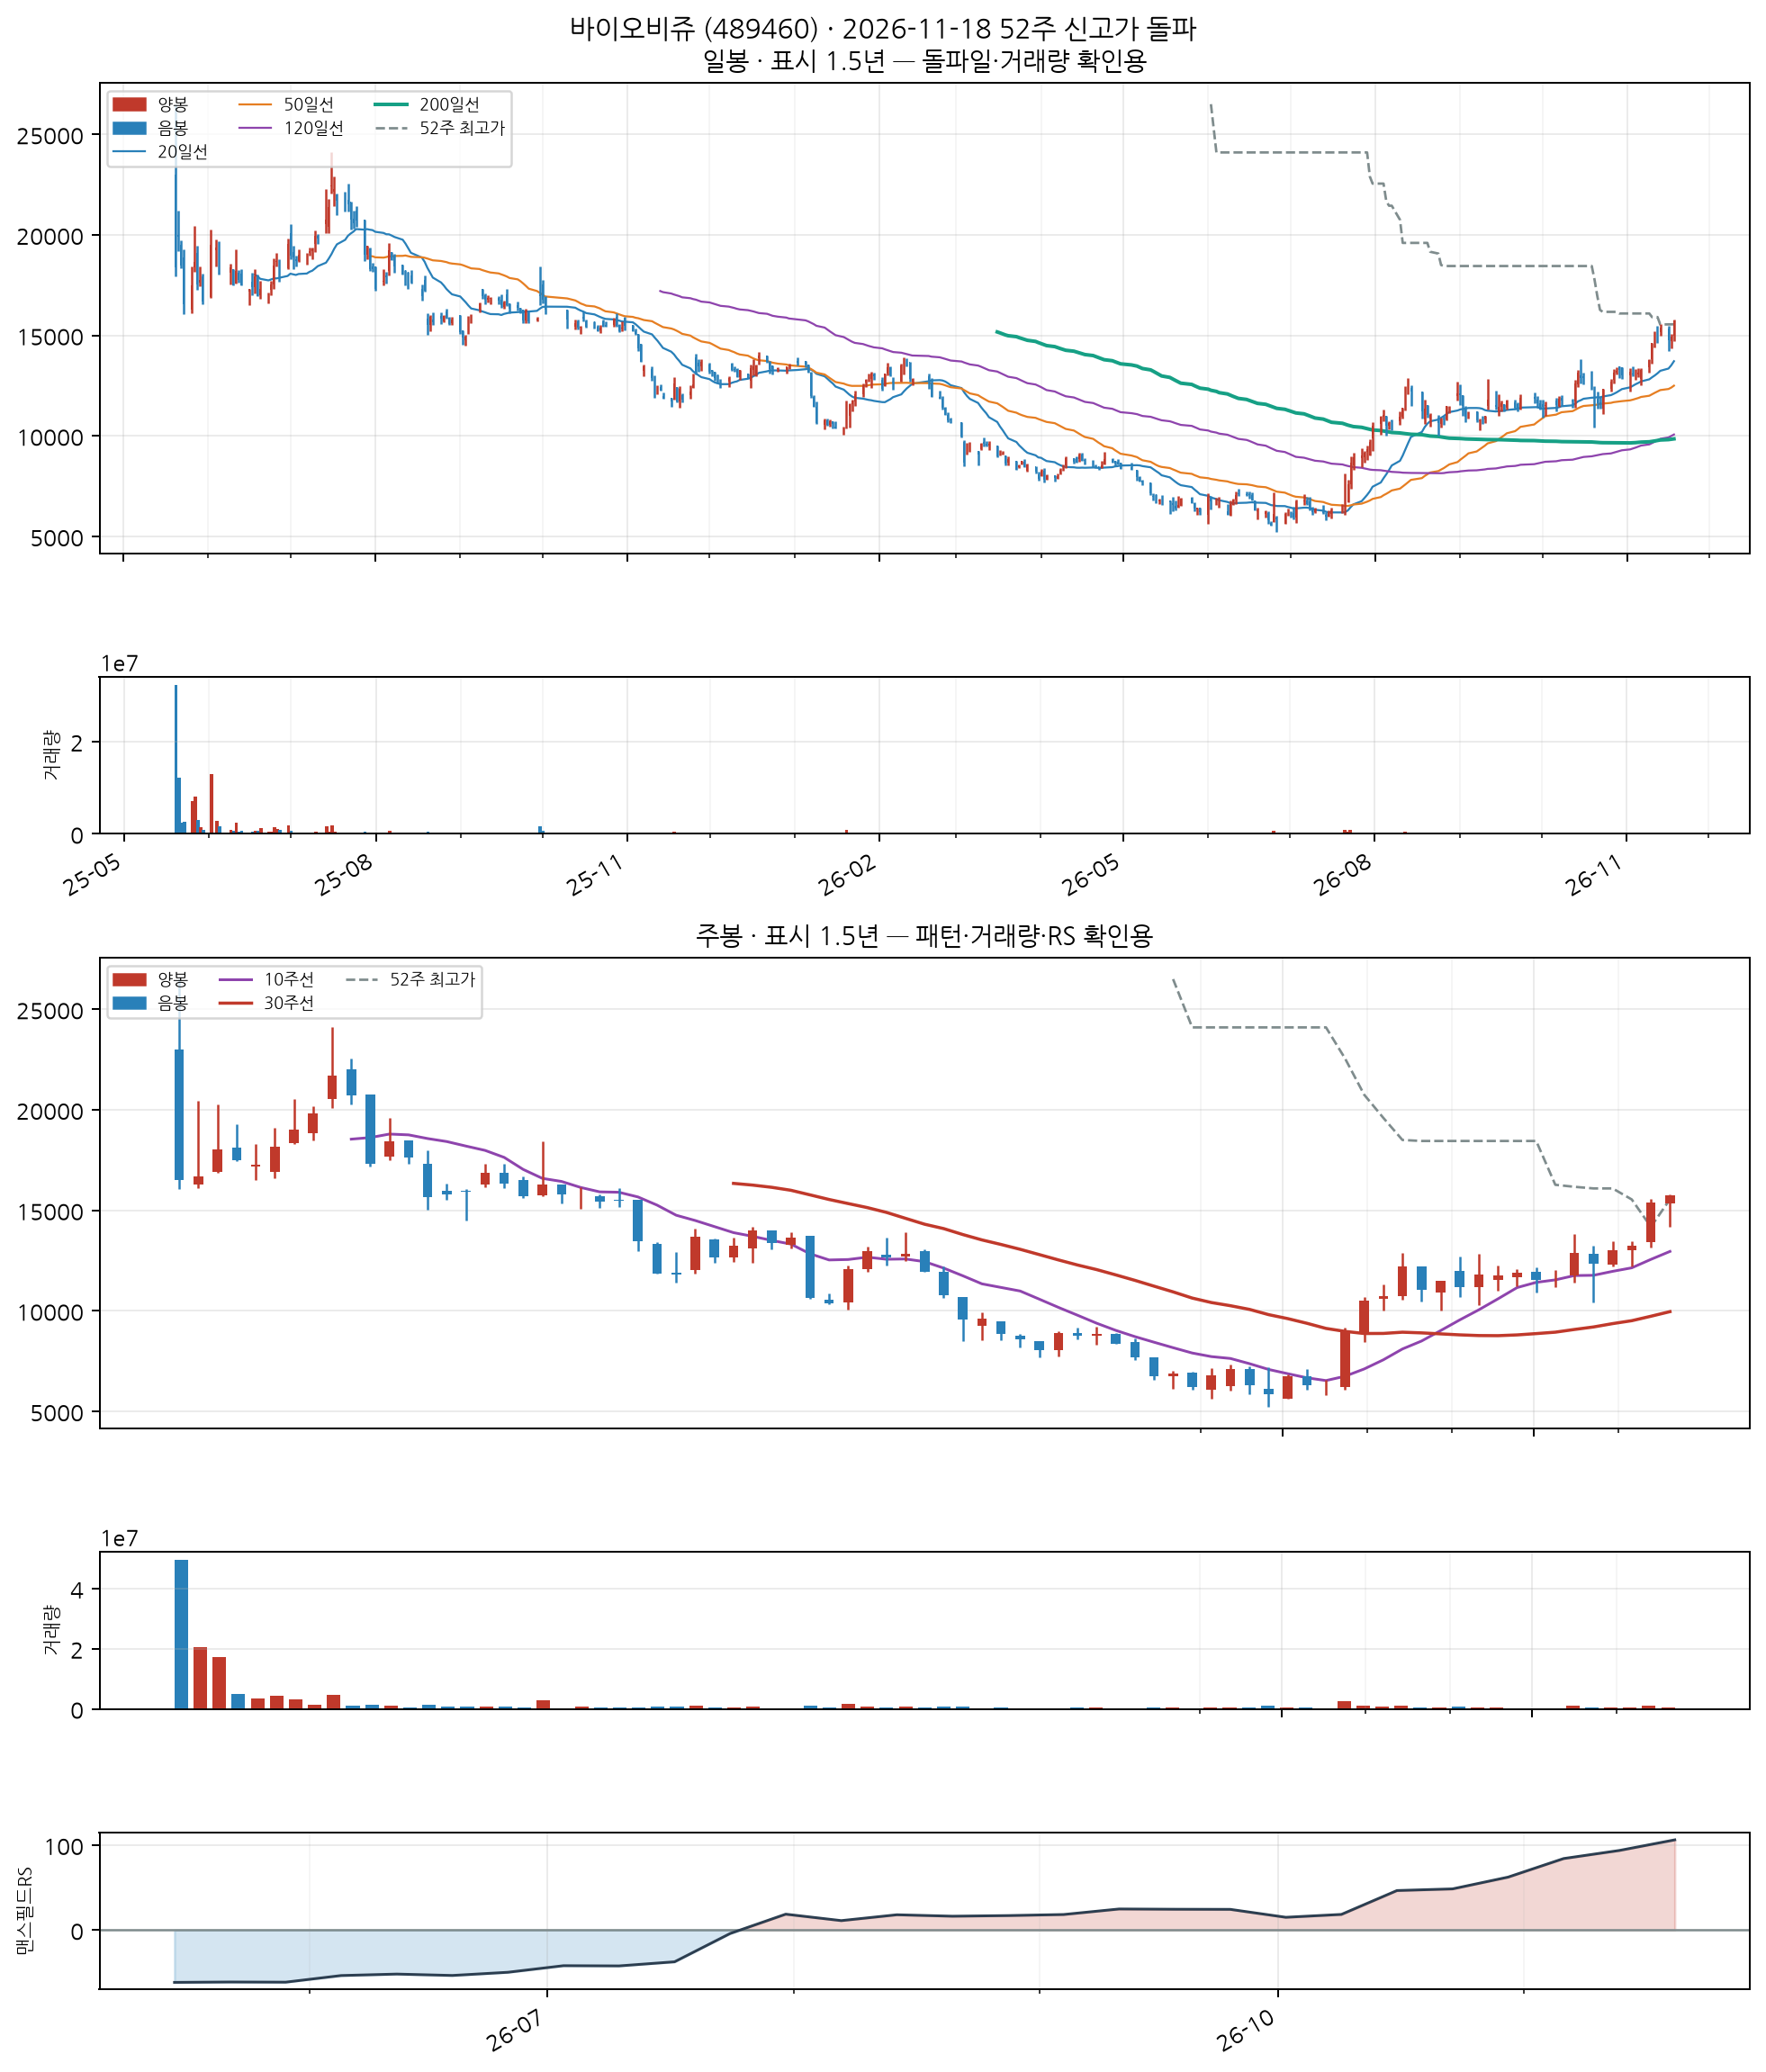 바이오비쥬 (489460) · 2026-11-18 52주 신고가 돌파
일봉 · 표시 1.5년 — 돌파일·거래량 확인용
양봉 50일선 200일선
음봉 120일선 52주 최고가
20일선
25000
20000
15000
10000
5000
1e7
거래량
2
0
25-05 25-08 25-11 26-02 26-05 26-08 26-11
주봉 · 표시 1.5년 — 패턴·거래량·RS 확인용
양봉 10주선 52주 최고가
음봉 30주선
25000
20000
15000
10000
5000
1e7
거래량
4
2
0
맨스필드RS
100
0
26-07 26-10